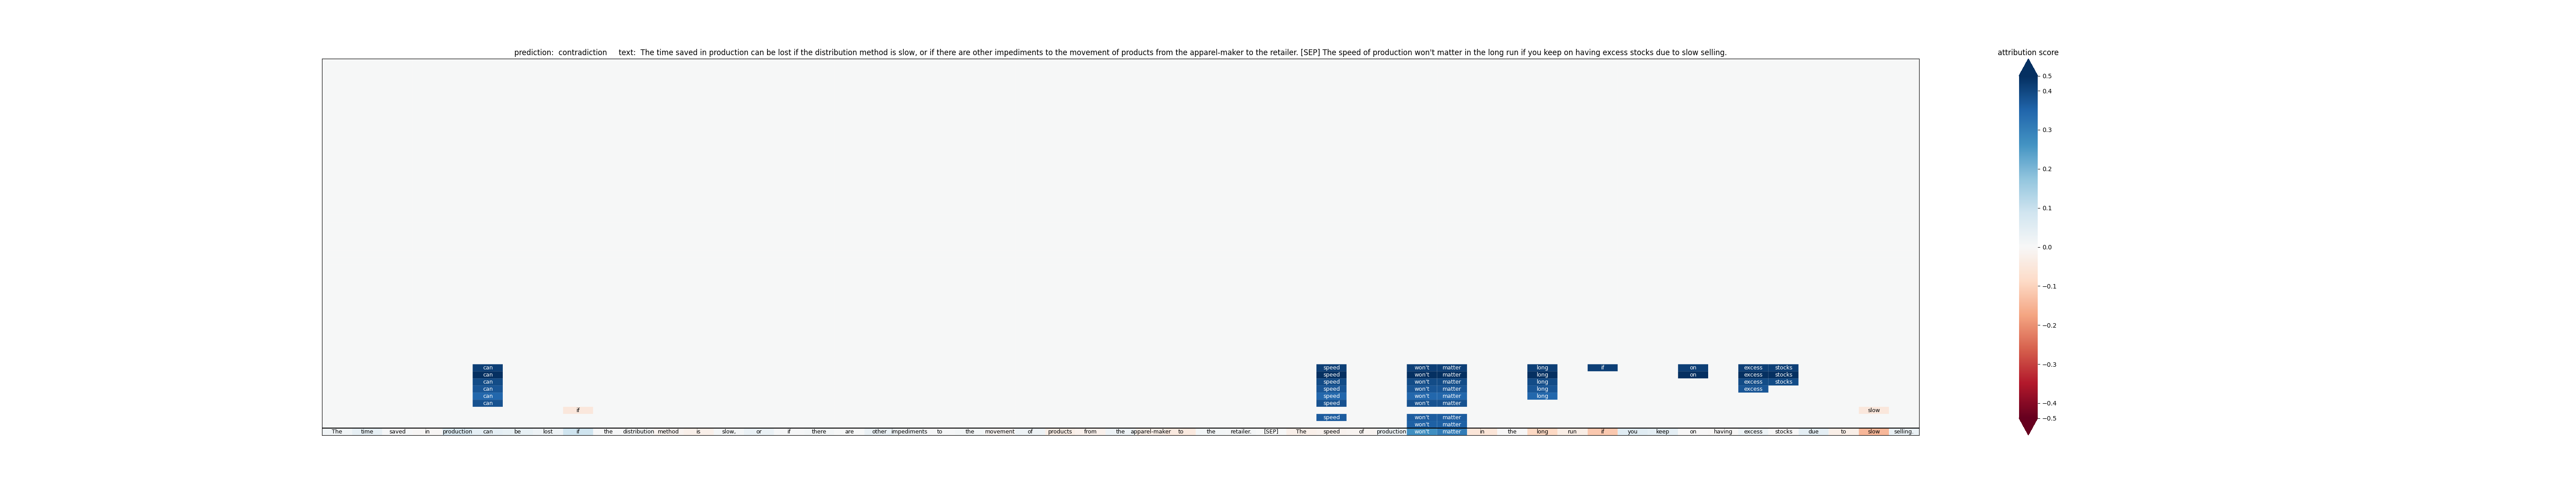 prediction:  contradiction     text:  The time saved in production can be lost if the distribution method is slow, or if there are other impediments to the movement of products from the apparel-maker to the retailer. [SEP] The speed of production won't matter in the long run if you keep on having excess stocks due to slow selling.
attribution score
0.5
0.4
0.3
0.2
0.1
0.0
−0.1
−0.2
−0.3
−0.4
−0.5
can speed won't matter long if on excess stocks
can speed won't matter long on excess stocks
can speed won't matter long excess stocks
can speed won't matter long excess
can speed won't matter long
can speed won't matter
if slow
speed won't matter
won't matter
The time saved in production can be lost if the distribution method is slow, or if there are other impediments to the movement of products from the apparel-maker to the retailer. [SEP] The speed of production won't matter in the long run if you keep on having excess stocks due to slow selling.